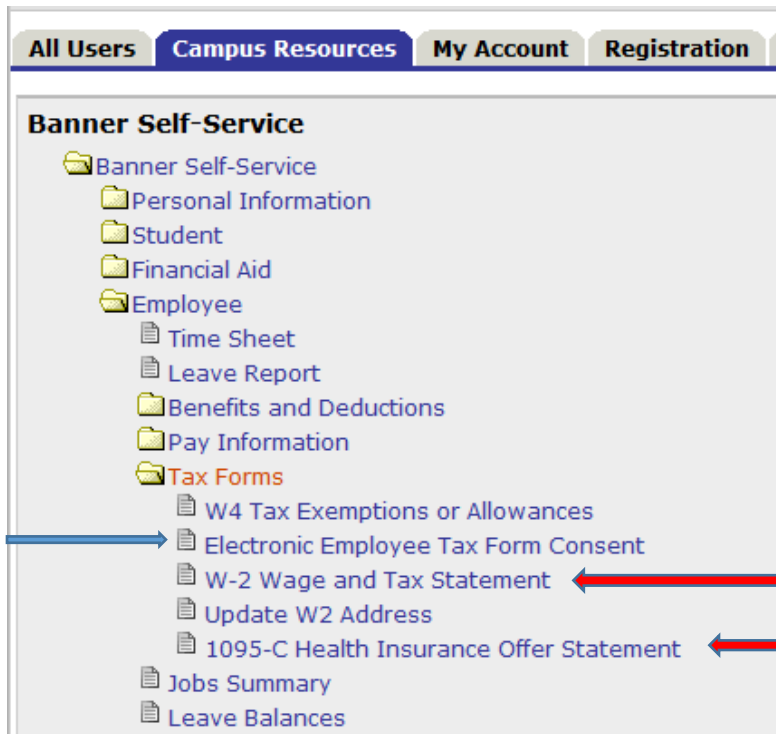 All Users Campus Resources My Account Registration
Banner Self-Service
Banner Self-Service
Personal Information
Student
Financial Aid
Employee
Time Sheet
Leave Report
Benefits and Deductions
Pay Information
Tax Forms
W4 Tax Exemptions or Allowances
Electronic Employee Tax Form Consent
W-2 Wage and Tax Statement
Update W2 Address
1095-C Health Insurance Offer Statement
Jobs Summary
Leave Balances